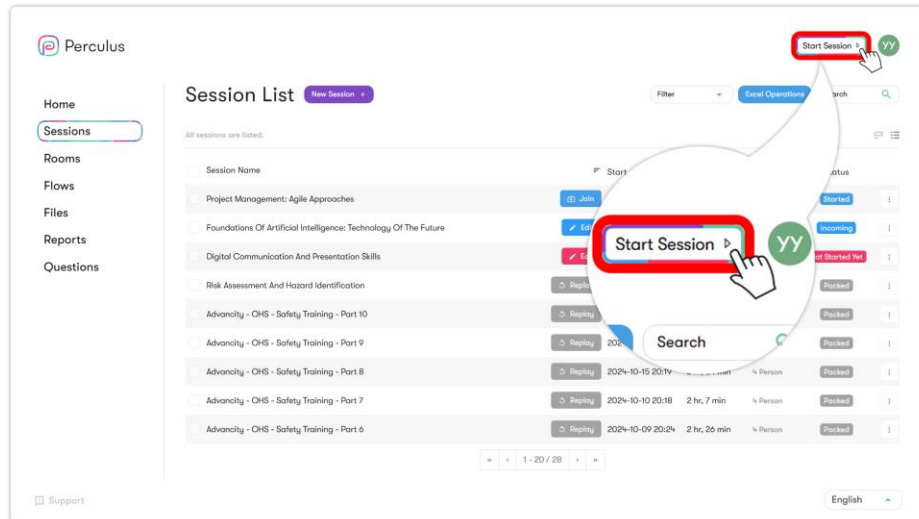 Perculus
Start Session
YY
Home
Sessions
Rooms
Flows
Files
Reports
Questions
Session List
New Session +
Filter
Excel Operations
All sessions are listed.
Session Name
Project Management: Agile Approaches
Join
Started
Foundations Of Artificial Intelligence: Technology Of The Future
Incoming
Digital Communication And Presentation Skills
Start Session
YY
Risk Assessment And Hazard Identification
Packed
Advancity - OHS - Safety Training - Part 10
Packed
Advancity - OHS - Safety Training - Part 9
Replay
Search
Packed
Advancity - OHS - Safety Training - Part 8
Replay
2024-10-15 20:19
4 Person
Packed
Advancity - OHS - Safety Training - Part 7
Replay
2024-10-10 20:18
2 hr, 7 min
4 Person
Packed
Advancity - OHS - Safety Training - Part 6
Replay
2024-10-09 20:24
2 hr, 26 min
4 Person
Packed
1 - 20 / 28
Support
English